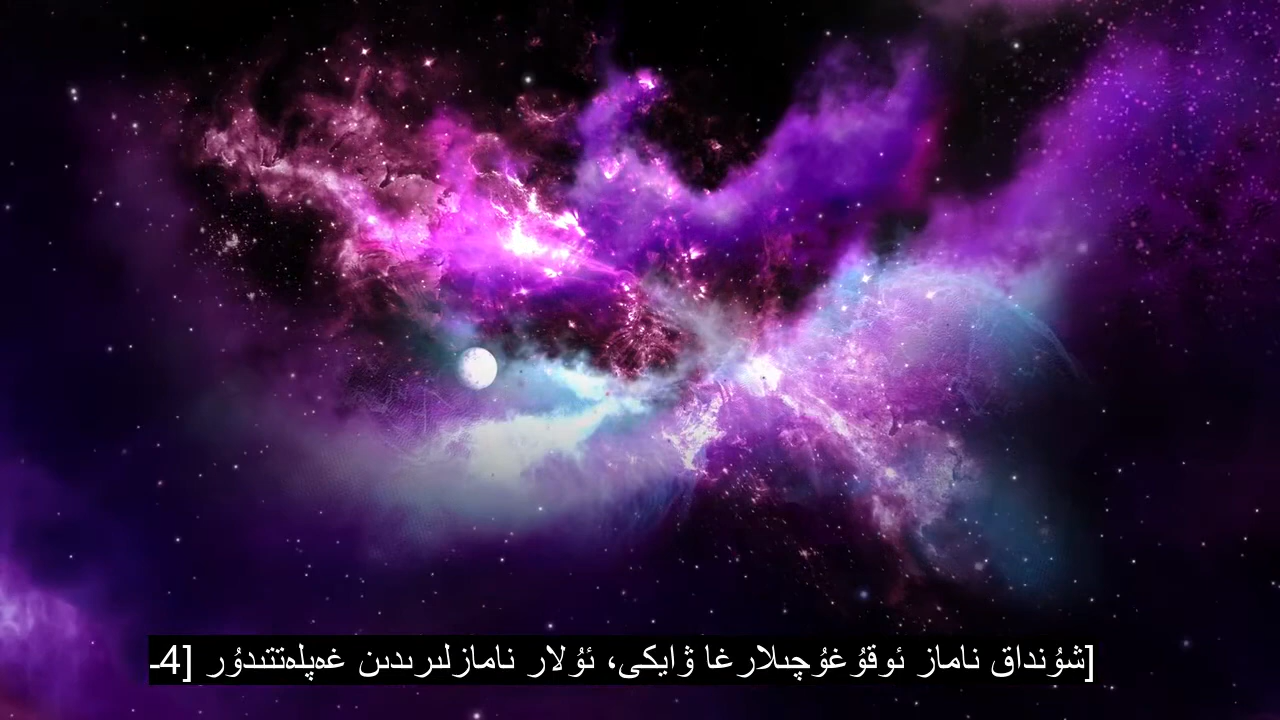 شۇنداق ناماز ئوقۇغۇچىلارغا ۋايكى، ئۇلار نامازلىرىدىن غەپلەتتىدۇر [4-]